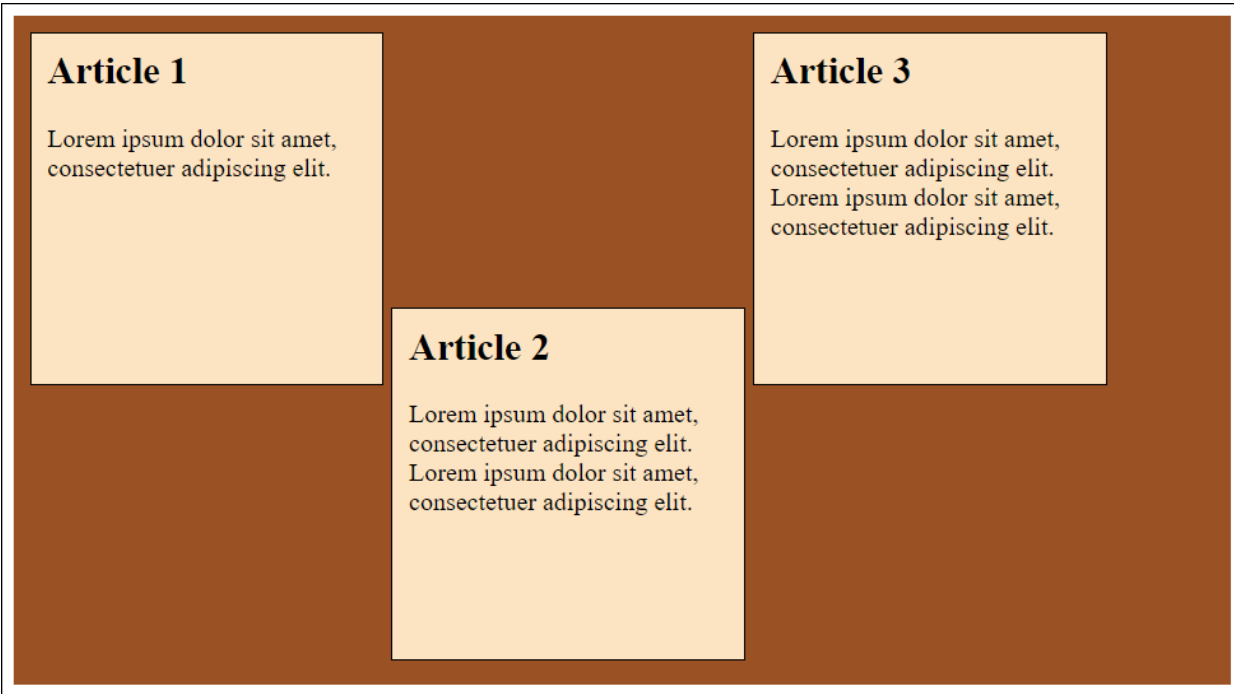 Article 1
Lorem ipsum dolor sit amet,
consectetuer adipiscing elit.
Article 2
Lorem ipsum dolor sit amet,
consectetuer adipiscing elit.
Lorem ipsum dolor sit amet,
consectetuer adipiscing elit.
Article 3
Lorem ipsum dolor sit amet,
consectetuer adipiscing elit.
Lorem ipsum dolor sit amet,
consectetuer adipiscing elit.